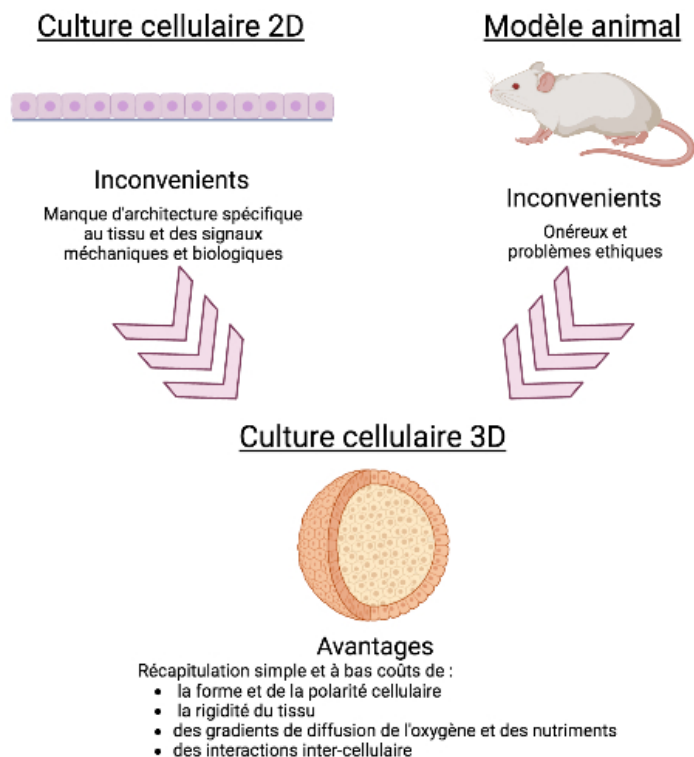 Culture cellulaire 2D
Modèle animal
Inconvenients
Manque d'architecture spécifique
au tissu et des signaux
méchaniques et biologiques
Inconvenients
Onéreux et
problèmes ethiques
Culture cellulaire 3D
Avantages
Récapitulation simple et à bas coûts de :
• la forme et de la polarité cellulaire
• la rigidité du tissu
• des gradients de diffusion de l'oxygène et des nutriments
• des interactions inter-cellulaire